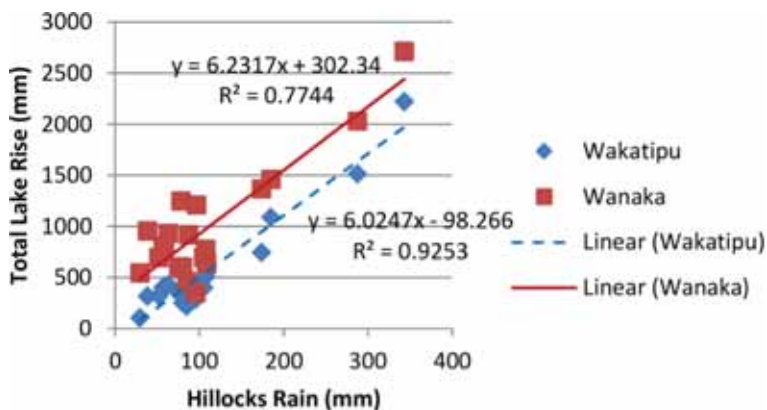 3000
2500
2000
1500
1000
500
0
Total Lake Rise (mm)
y = 6.2317x + 302.34
R² = 0.7744
y = 6.0247x - 98.266
R² = 0.9253
0 100 200 300 400
Hillocks Rain (mm)
Wakatipu
Wanaka
Linear (Wakatipu)
Linear (Wanaka)